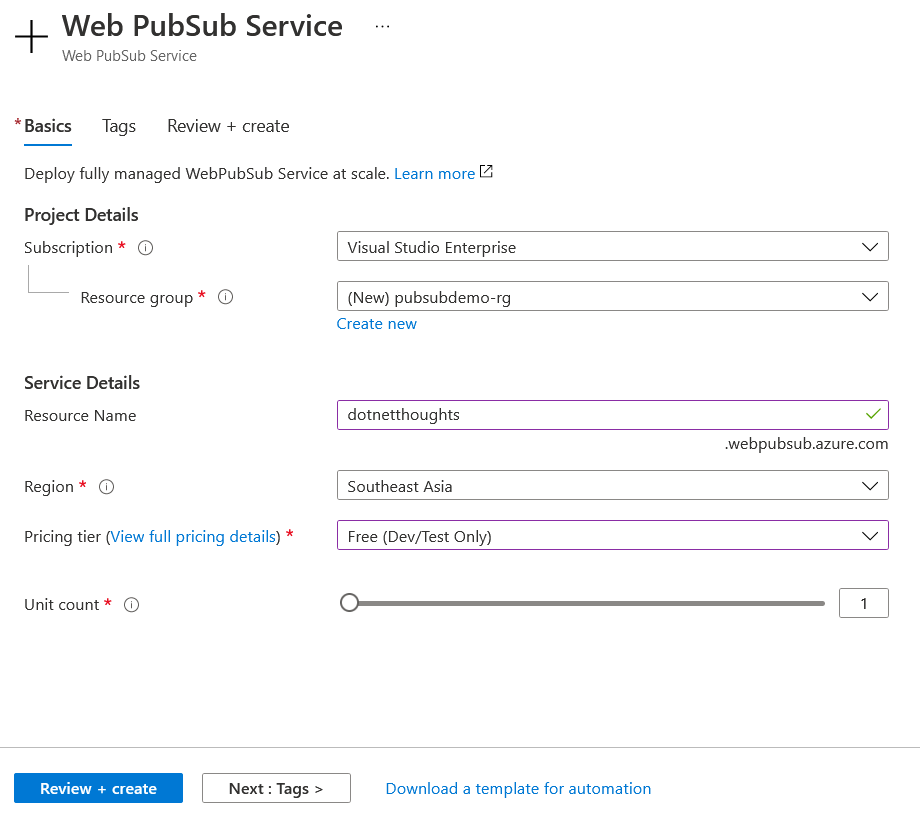 Web PubSub Service ...
Web PubSub Service
* Basics Tags Review + create
Deploy fully managed WebPubSub Service at scale. Learn more
Project Details
Subscription * Visual Studio Enterprise
Resource group * (New) pubsubdemo-rg
Create new
Service Details
Resource Name dotnetthoughts
.webpubsub.azure.com
Region * Southeast Asia
Pricing tier (View full pricing details) * Free (Dev/Test Only)
Unit count * 1
Review + create Next : Tags > Download a template for automation